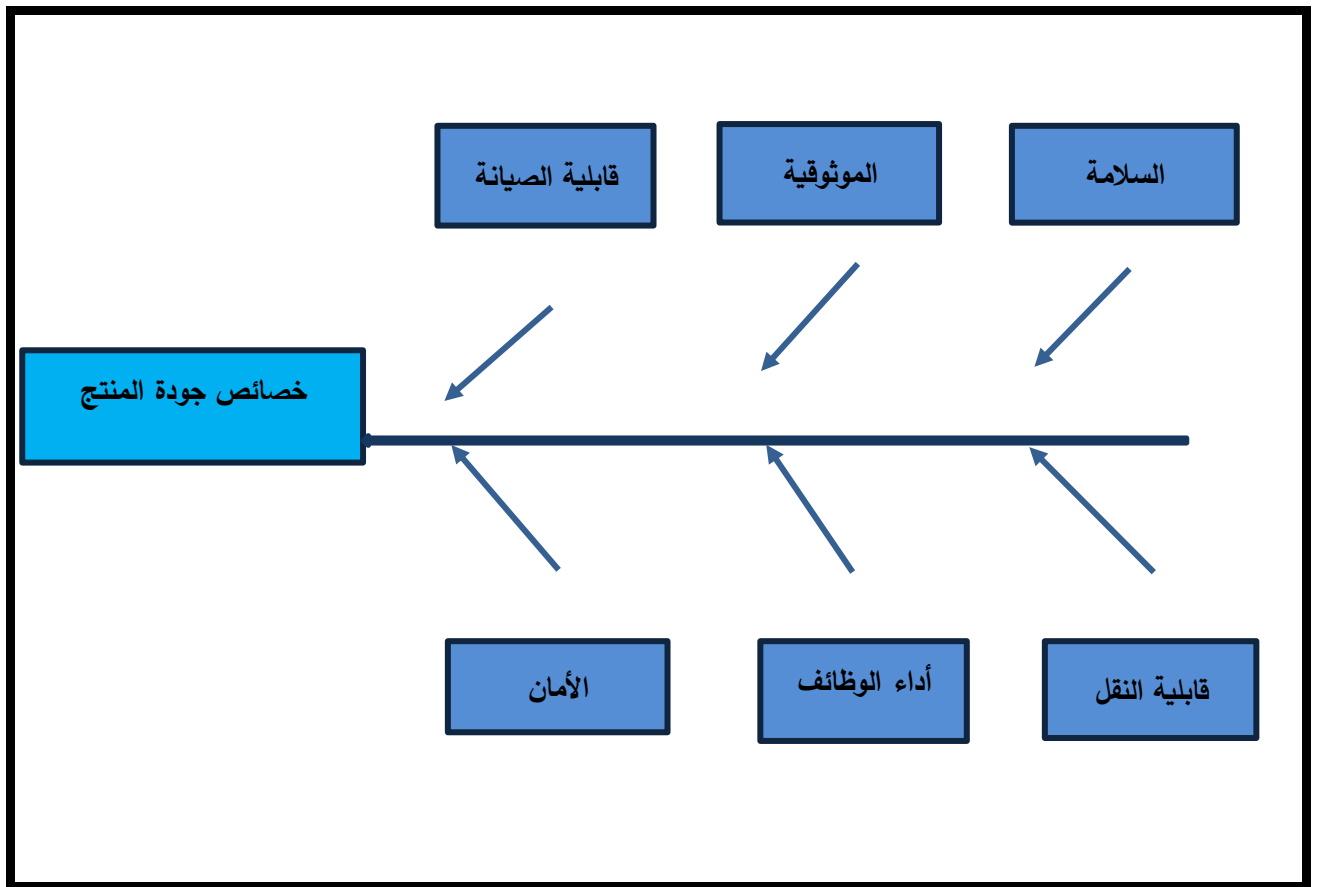 السلامة
الموثوقية
قابلية الصيانة
خصائص جودة المنتج
قابلية النقل
أداء الوظائف
الأمان